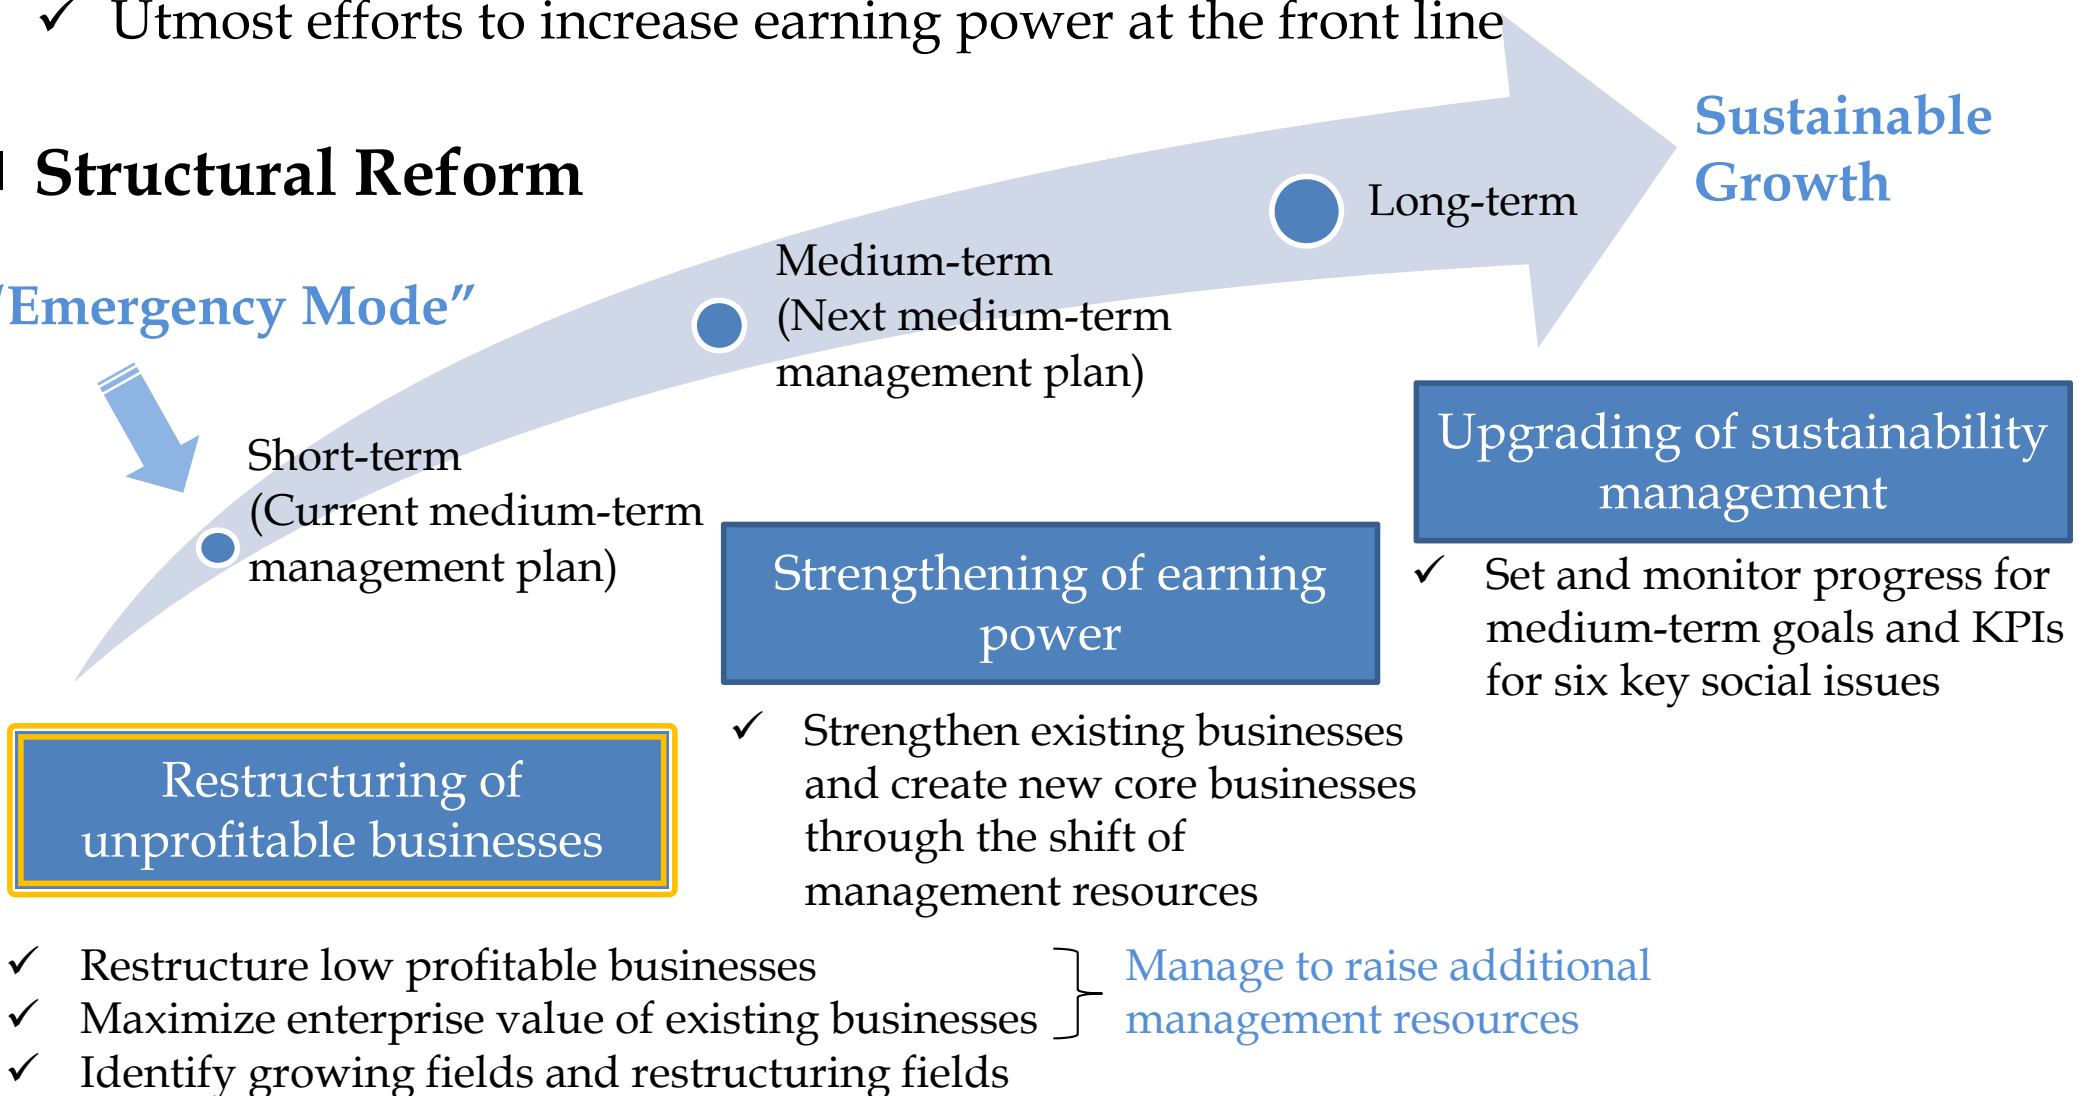 ✓ Utmost efforts to increase earning power at the front line
Structural Reform
"Emergency Mode"
Sustainable
Growth
Long-term
Medium-term
(Next medium-term
management plan)
Short-term
(Current medium-term
management plan)
Upgrading of sustainability
management
✓ Set and monitor progress for
medium-term goals and KPIs
for six key social issues
Strengthening of earning
power
✓ Strengthen existing businesses
and create new core businesses
through the shift of
management resources
Restructuring of
unprofitable businesses
✓ Restructure low profitable businesses
✓ Maximize enterprise value of existing businesses
✓ Identify growing fields and restructuring fields
Manage to raise additional
management resources